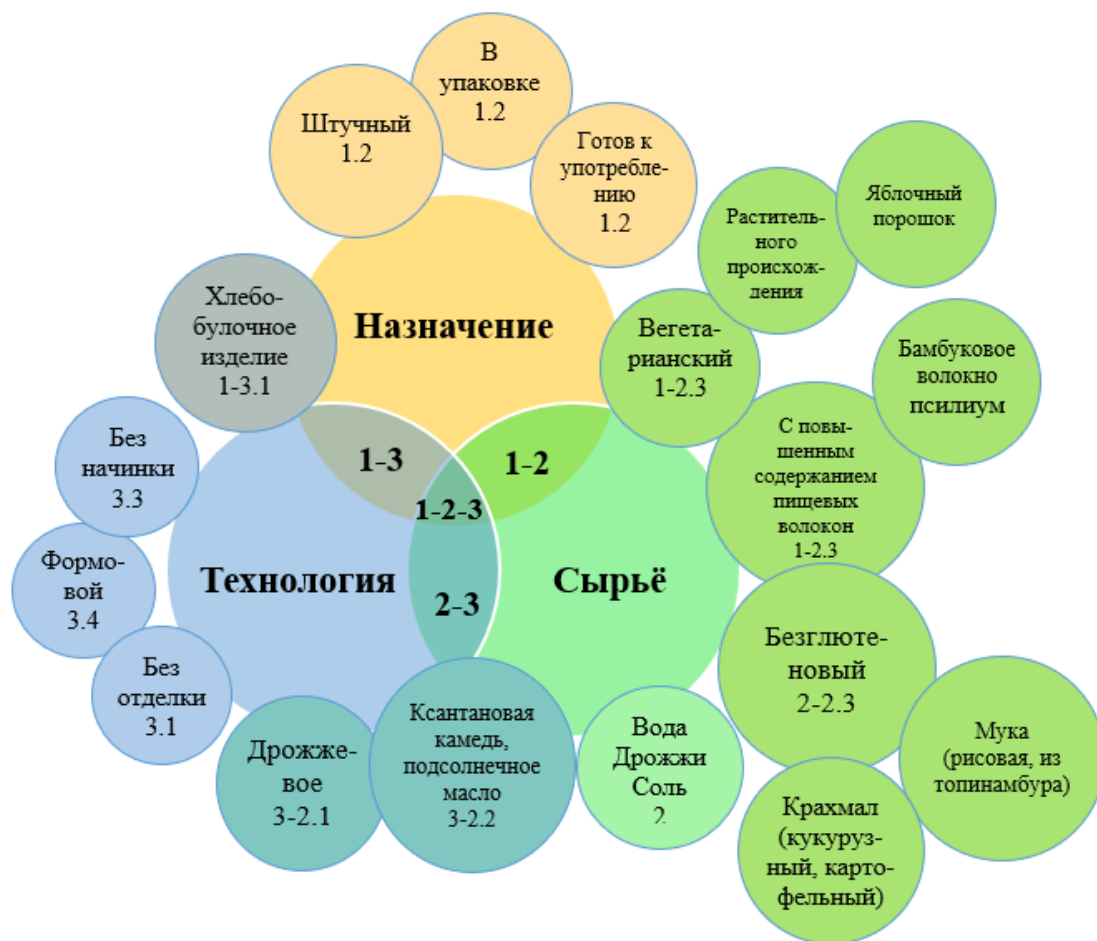 В
упаковке
1.2
Штучный
1.2
Готов к
употребле-
нию
1.2
Яблочный
порошок
Раститель-
ного
происхож-
дения
Хлебо-
булочное
изделие
1-3.1
Назначение
Вегета-
рианский
1-2.3
Бамбуковое
волокно
псилиум
Без
начинки
3.3
1-3
1-2
1-2-3
С повы-
шенным
содержанием
пищевых
волокон
1-2.3
Формо-
вой
3.4
Технология
2-3
Сырьё
Без
отделки
3.1
Безглюте-
новый
2-2.3
Дрожже-
вое
3-2.1
Ксантановая
камедь,
подсолнечное
масло
3-2.2
Вода
Дрожжи
Соль
2.
Мука
(рисовая, из
топинамбура)
Крахмал
(кукуруз-
ный, карто-
фельный)